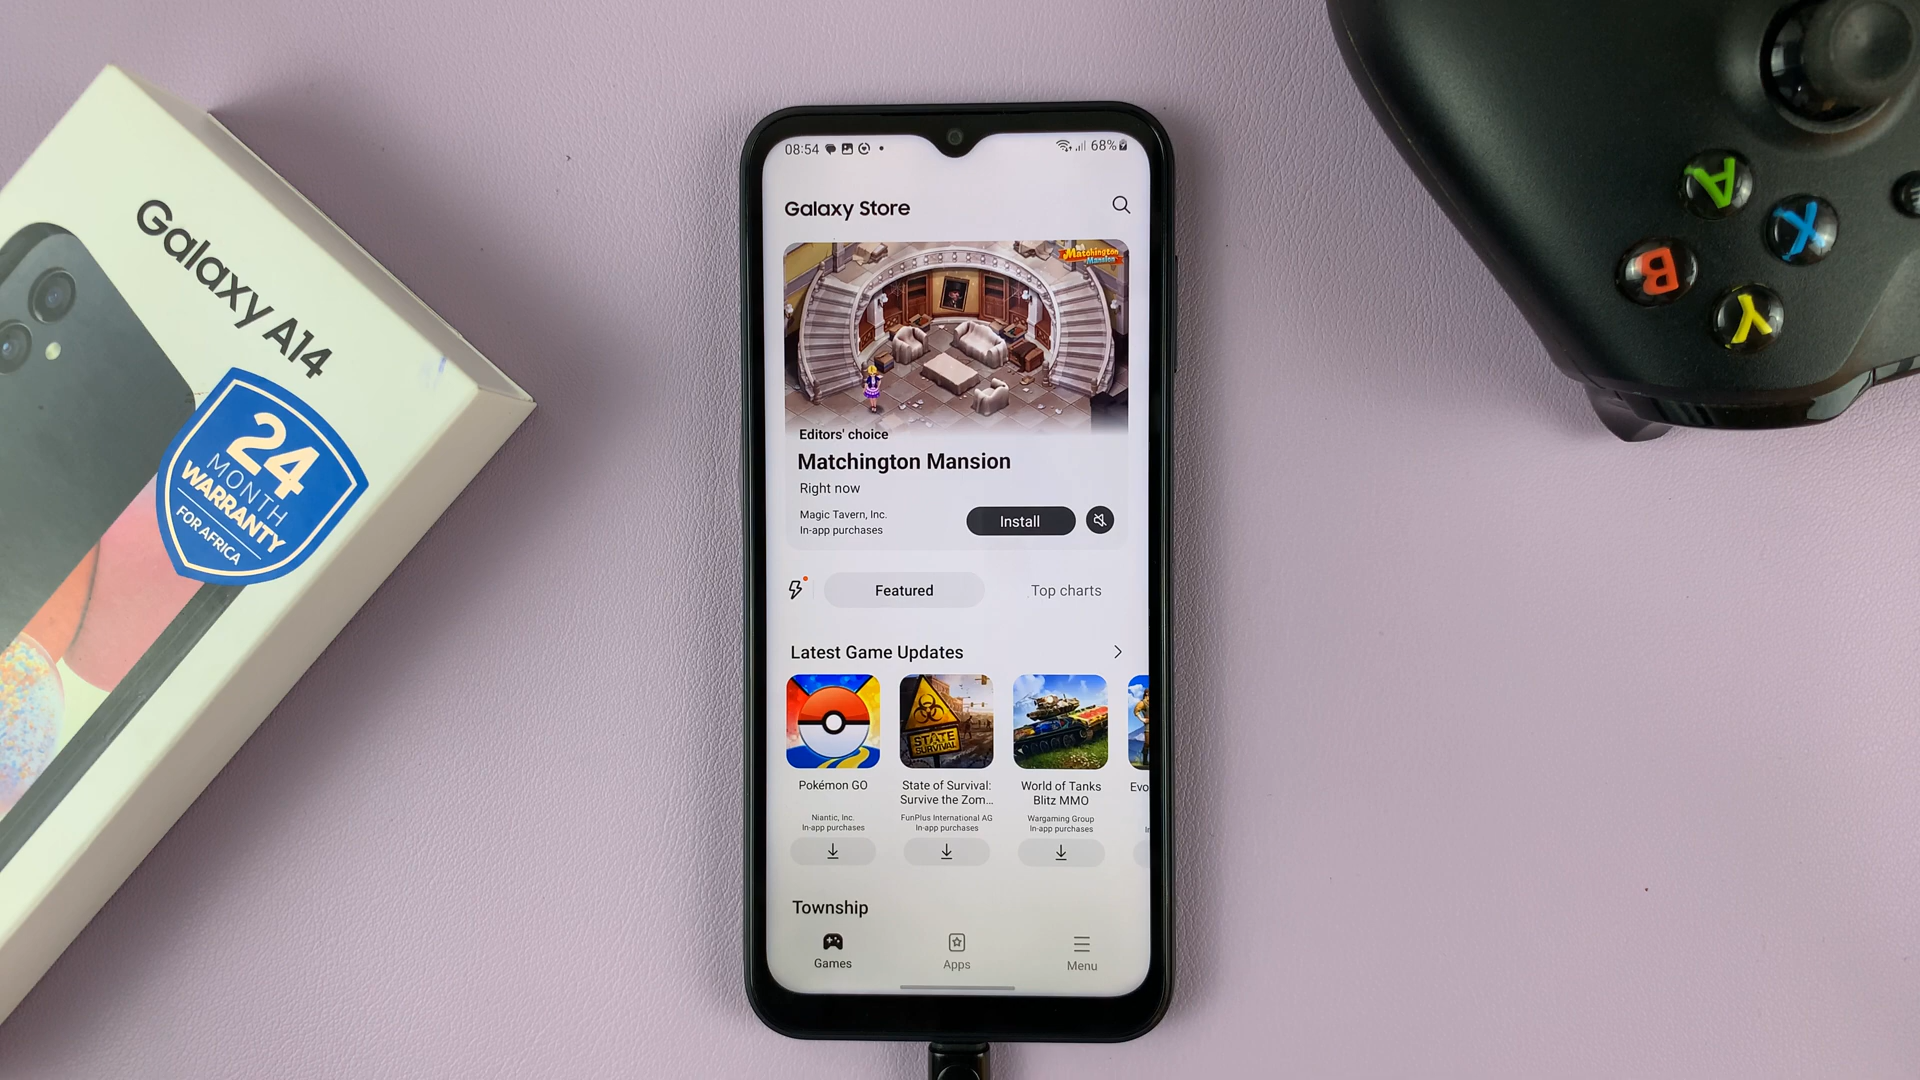 Galaxy A14
24
MONTH
WARRANTY
FOR AFRICA
08:54
68%
Galaxy Store
Matchington
Mansion
Editors' choice
Matchington Mansion
Right now
Magic Tavern, Inc.
In-app purchases
Install
Featured
Top charts
Latest Game Updates
STATE
SURVIVAL
Pokémon GO
Niantic, Inc.
In-app purchases
State of Survival:
Survive the Zom...
FunPlus International AG
In-app purchases
World of Tanks
Blitz MMO
Wargaming Group
In-app purchases
Evo
Township
Games
Apps
Menu
A
X
B
Y